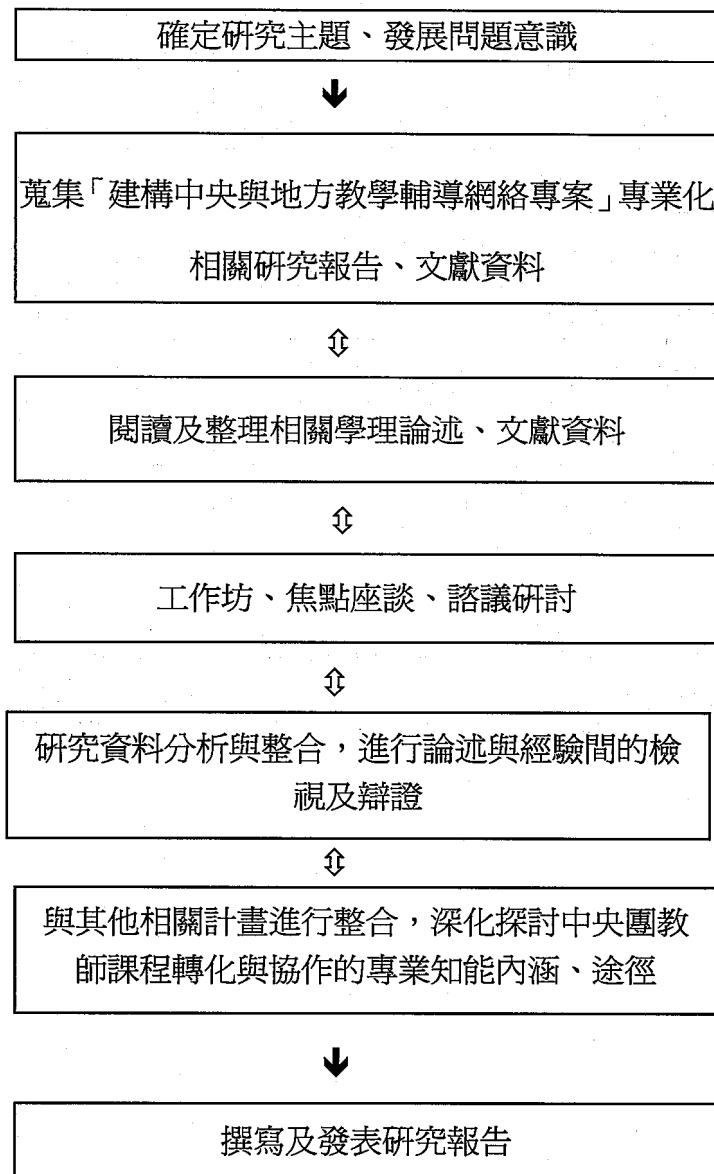 確定研究主題、發展問題意識
蒐集「建構中央與地方教學輔導網絡專案」專業化
相關研究報告、文獻資料
閱讀及整理相關學理論述、文獻資料
工作坊、焦點座談、諮議研討
研究資料分析與整合，進行論述與經驗間的檢
視及辯證
與其他相關計畫進行整合，深化探討中央團教
師課程轉化與協作的專業知能內涵、途徑
撰寫及發表研究報告